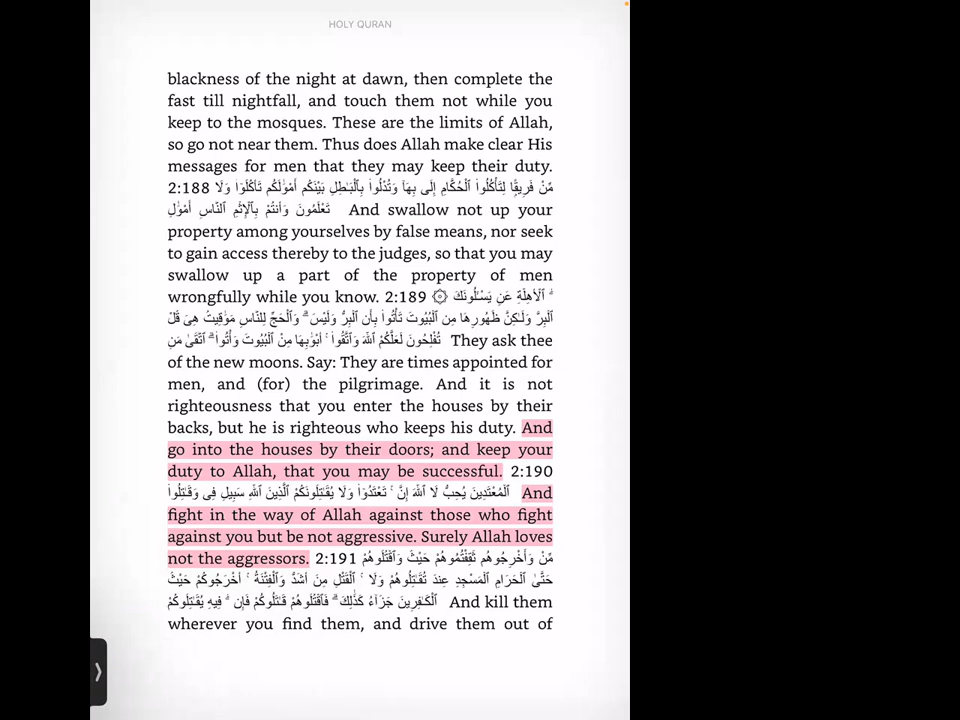 HOLY QURAN
blackness of the night at dawn, then complete the
fast till nightfall, and touch them not while you
keep to the mosques. These are the limits of Allah,
so go not near them. Thus does Allah make clear His
messages for men that they may keep their duty.
2:188 وَلَا تَأْكُلُوٓا۟ أَمْوَٰلَكُم بَيْنَكُم بِٱلْبَـٰطِلِ وَتُدْلُوا۟ بِهَآ إِلَى ٱلْحُكَّامِ لِتَأْكُلُوا۟ فَرِيقًا مِّنْ
أَمْوَٰلِ ٱلنَّاسِ بِٱلْإِثْمِ وَأَنتُمْ تَعْلَمُونَ And swallow not up your
property among yourselves by false means, nor seek
to gain access thereby to the judges, so that you may
swallow up a part of the property of men
wrongfully while you know. 2:189 ۞ يَسْـَٔلُونَكَ عَنِ ٱلْأَهِلَّةِ ۖ
قُلْ هِىَ مَوَٰقِيتُ لِلنَّاسِ وَٱلْحَجِّ ۗ وَلَيْسَ ٱلْبِرُّ بِأَن تَأْتُوا۟ ٱلْبُيُوتَ مِن ظُهُورِهَا وَلَـٰكِنَّ ٱلْبِرَّ
مَنِ ٱتَّقَىٰ ۗ وَأْتُوا۟ ٱلْبُيُوتَ مِنْ أَبْوَٰبِهَا ۚ وَٱتَّقُوا۟ ٱللَّهَ لَعَلَّكُمْ تُفْلِحُونَ They ask thee
of the new moons. Say: They are times appointed for
men, and (for) the pilgrimage. And it is not
righteousness that you enter the houses by their
backs, but he is righteous who keeps his duty. And
go into the houses by their doors; and keep your
duty to Allah, that you may be successful. 2:190
وَقَـٰتِلُوا۟ فِى سَبِيلِ ٱللَّهِ ٱلَّذِينَ يُقَـٰتِلُونَكُمْ وَلَا تَعْتَدُوٓا۟ ۚ إِنَّ ٱللَّهَ لَا يُحِبُّ ٱلْمُعْتَدِينَ And
fight in the way of Allah against those who fight
against you but be not aggressive. Surely Allah loves
not the aggressors. 2:191 وَٱقْتُلُوهُمْ حَيْثُ ثَقِفْتُمُوهُمْ وَأَخْرِجُوهُم مِّنْ
حَيْثُ أَخْرَجُوكُمْ ۚ وَٱلْفِتْنَةُ أَشَدُّ مِنَ ٱلْقَتْلِ ۚ وَلَا تُقَـٰتِلُوهُمْ عِندَ ٱلْمَسْجِدِ ٱلْحَرَامِ حَتَّىٰ
يُقَـٰتِلُوكُمْ فِيهِ ۖ فَإِن قَـٰتَلُوكُمْ فَٱقْتُلُوهُمْ ۗ كَذَٰلِكَ جَزَآءُ ٱلْكَـٰفِرِينَ And kill them
wherever you find them, and drive them out of